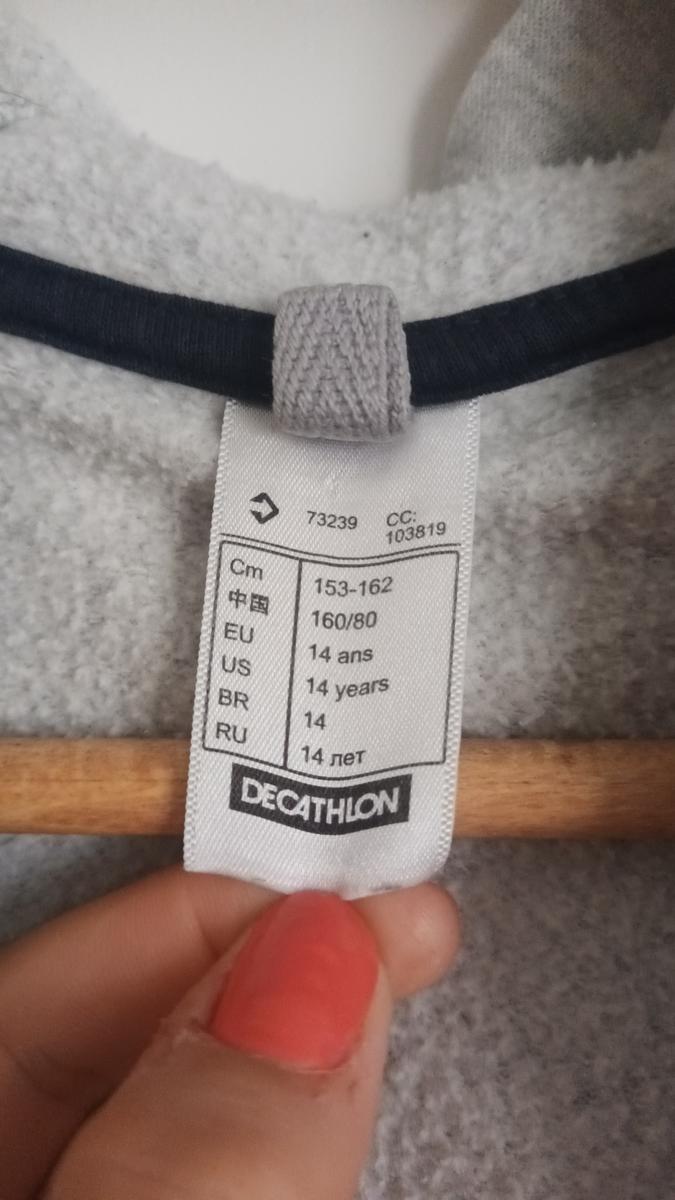 73239 CC:
103819
Cm 153-162
中国 160/80
EU 14 ans
US 14 years
BR 14
RU 14 лет
DECATHLON